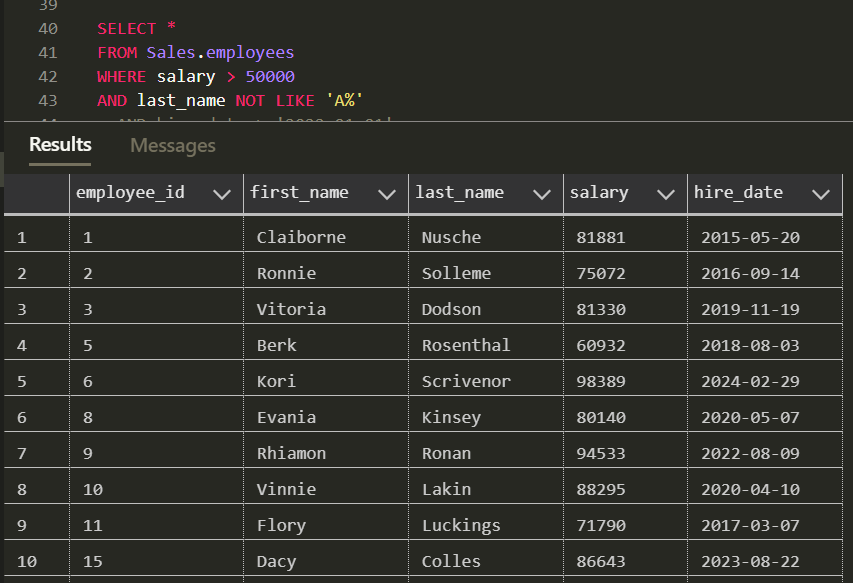 39
40 SELECT *
41 FROM Sales.employees
42 WHERE salary > 50000
43 AND last_name NOT LIKE 'A%'
Results Messages
employee_id first_name last_name salary hire_date
1 1 Claiborne Nusche 81881 2015-05-20
2 2 Ronnie Solleme 75072 2016-09-14
3 3 Vitoria Dodson 81330 2019-11-19
4 5 Berk Rosenthal 60932 2018-08-03
5 6 Kori Scrivenor 98389 2024-02-29
6 8 Evania Kinsey 80140 2020-05-07
7 9 Rhiamon Ronan 94533 2022-08-09
8 10 Vinnie Lakin 88295 2020-04-10
9 11 Flory Luckings 71790 2017-03-07
10 15 Dacy Colles 86643 2023-08-22